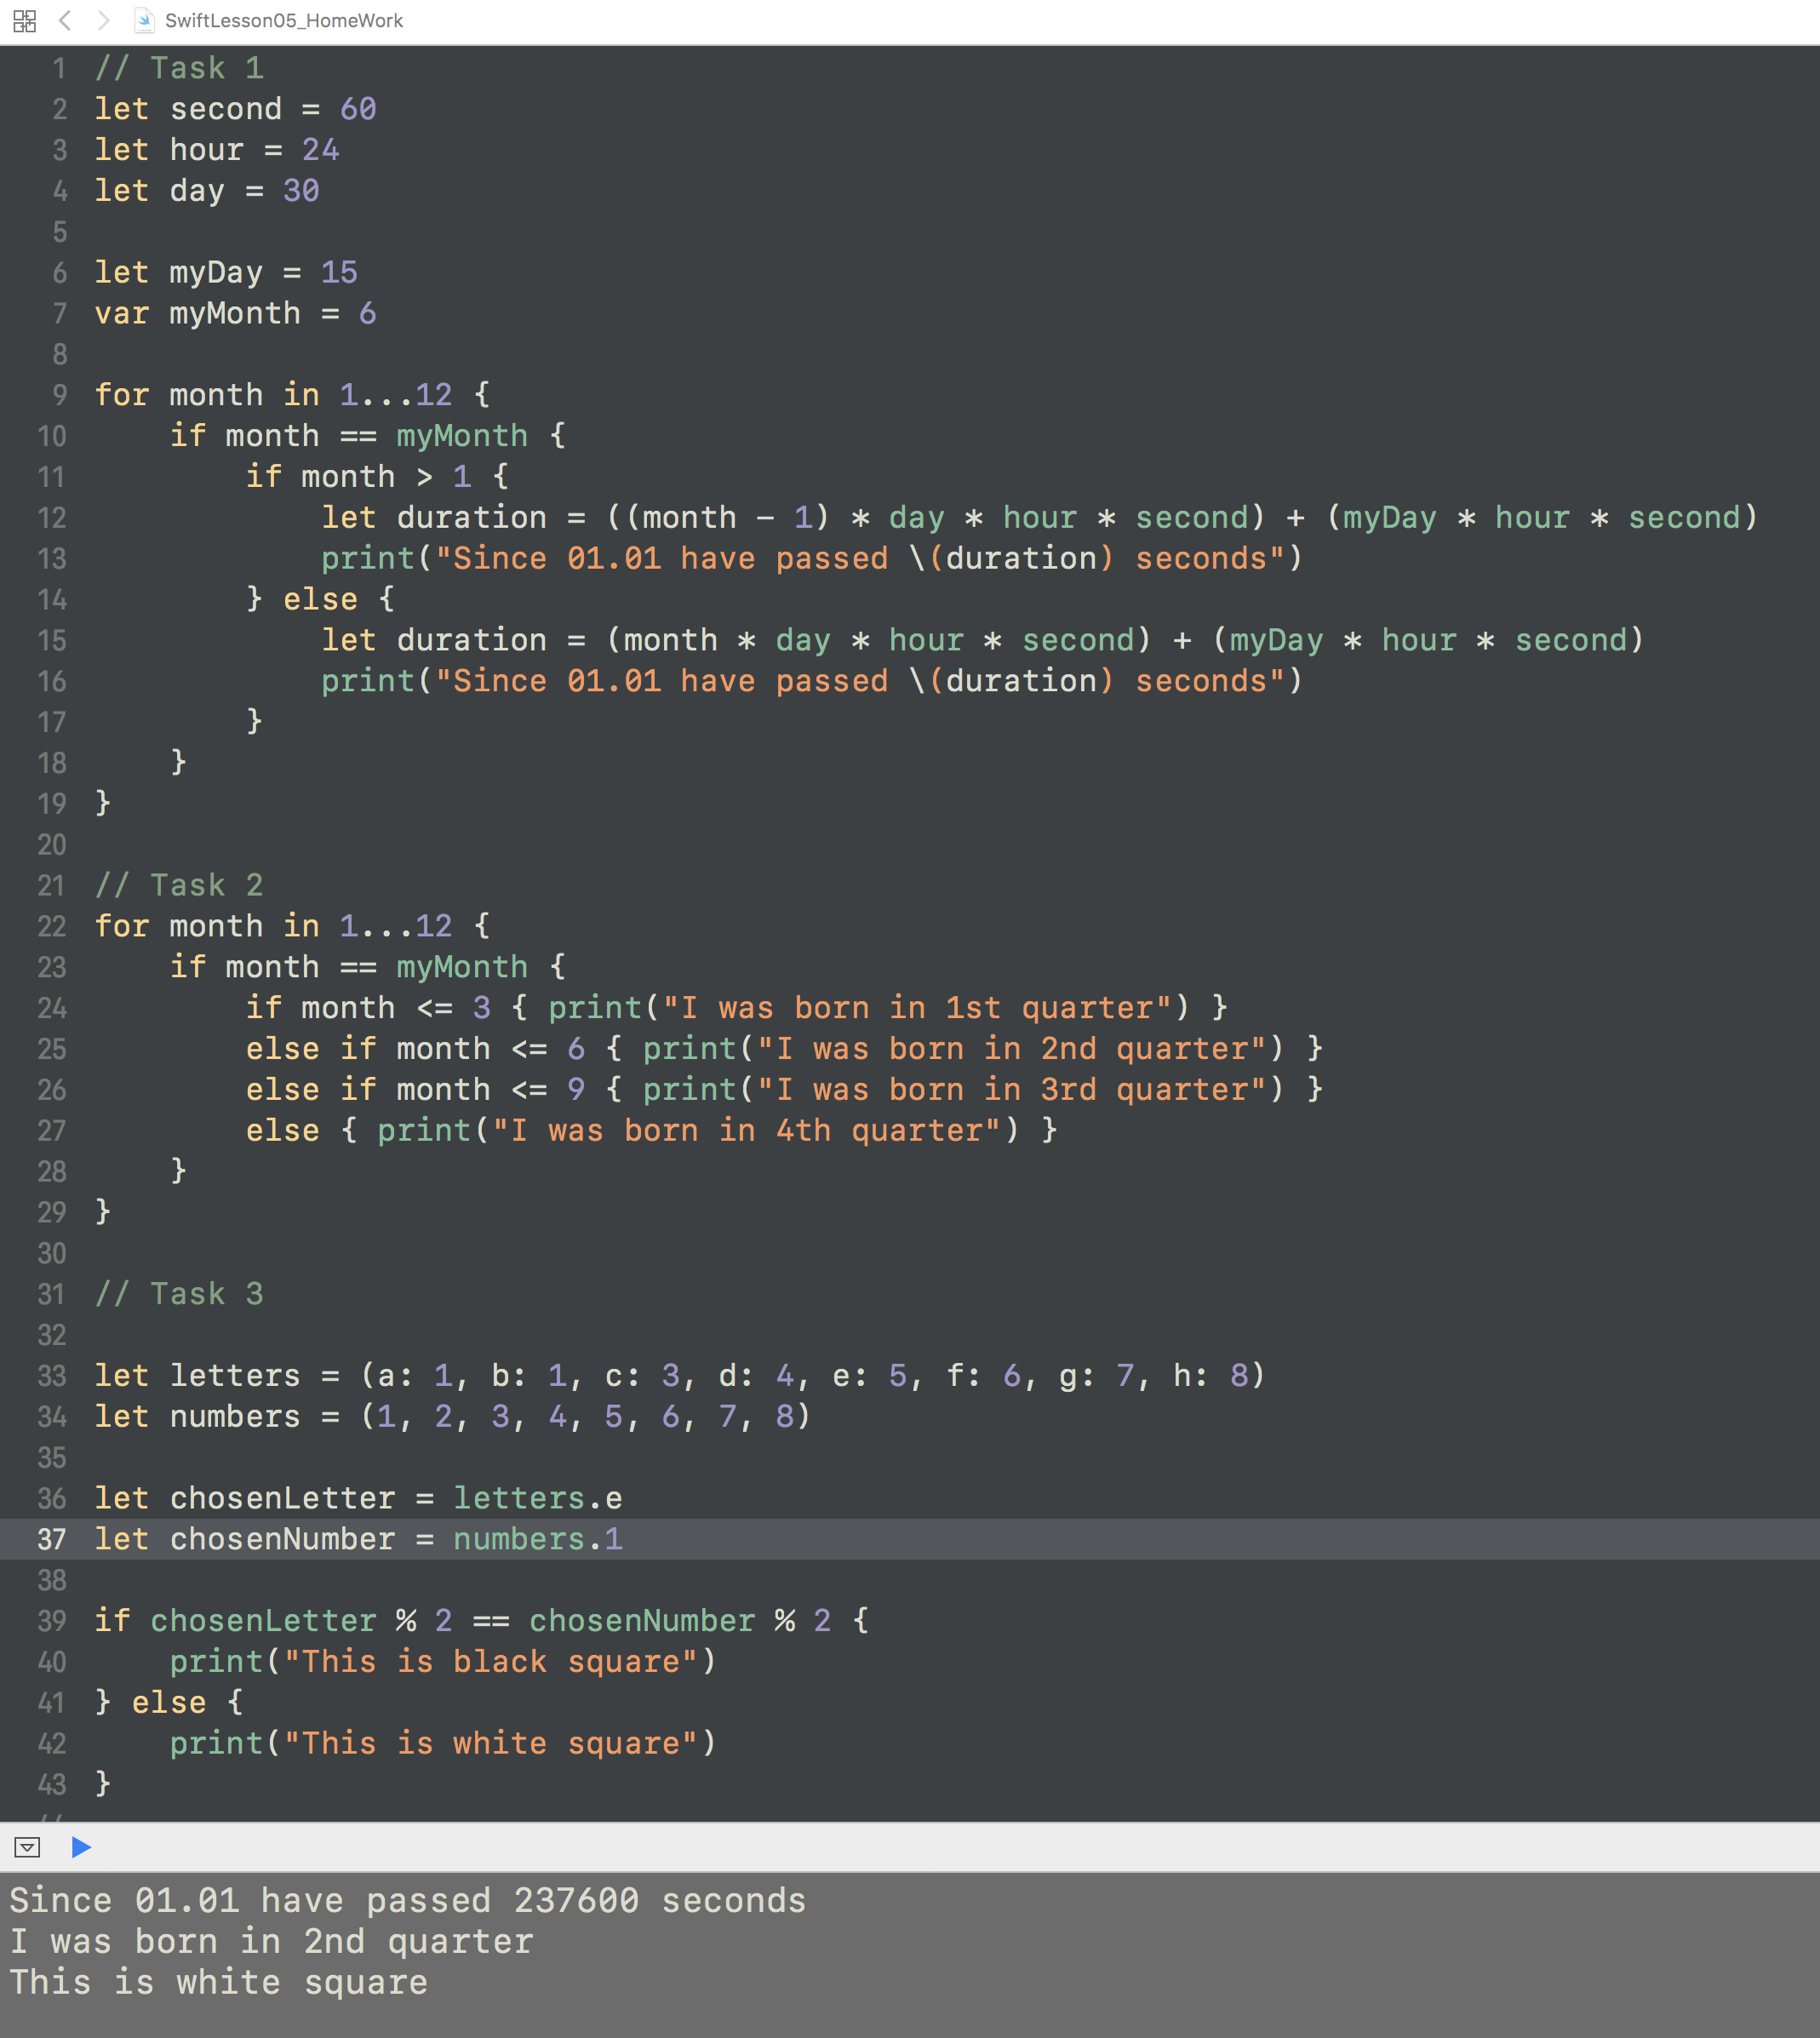 SwiftLesson05_HomeWork
1 // Task 1
2 let second = 60
3 let hour = 24
4 let day = 30
5
6 let myDay = 15
7 var myMonth = 6
8
9 for month in 1...12 {
10     if month == myMonth {
11         if month > 1 {
12             let duration = ((month - 1) * day * hour * second) + (myDay * hour * second)
13             print("Since 01.01 have passed \(duration) seconds")
14         } else {
15             let duration = (month * day * hour * second) + (myDay * hour * second)
16             print("Since 01.01 have passed \(duration) seconds")
17         }
18     }
19 }
20
21 // Task 2
22 for month in 1...12 {
23     if month == myMonth {
24         if month <= 3 { print("I was born in 1st quarter") }
25         else if month <= 6 { print("I was born in 2nd quarter") }
26         else if month <= 9 { print("I was born in 3rd quarter") }
27         else { print("I was born in 4th quarter") }
28     }
29 }
30
31 // Task 3
32
33 let letters = (a: 1, b: 1, c: 3, d: 4, e: 5, f: 6, g: 7, h: 8)
34 let numbers = (1, 2, 3, 4, 5, 6, 7, 8)
35
36 let chosenLetter = letters.e
37 let chosenNumber = numbers.1
38
39 if chosenLetter % 2 == chosenNumber % 2 {
40     print("This is black square")
41 } else {
42     print("This is white square")
43 }
Since 01.01 have passed 237600 seconds
I was born in 2nd quarter
This is white square